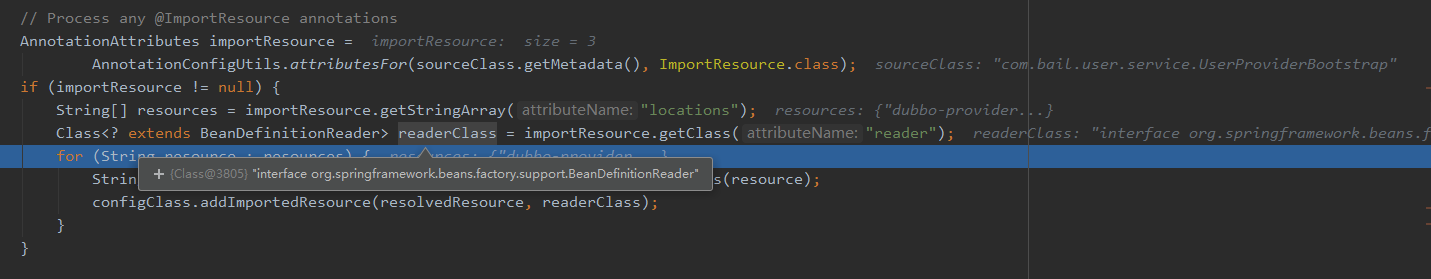 // Process any @ImportResource annotations
AnnotationAttributes importResource = importResource: size = 3
AnnotationConfigUtils.attributesFor(sourceClass.getMetadata(), ImportResource.class); sourceClass: "com.bail.user.service.UserProviderBootstrap"
if (importResource != null) {
String[] resources = importResource.getStringArray( attributeName: "locations"); resources: {"dubbo-provider...}
Class<? extends BeanDefinitionReader> readerClass = importResource.getClass( attributeName: "reader"); readerClass: "interface org.springframework.beans.f
for (String resource : resources) { resources: {"dubbo-provider...}
Strin + {Class@3805} "interface org.springframework.beans.factory.support.BeanDefinitionReader" s(resource);
configClass.addImportedResource(resolvedResource, readerClass);
}
}